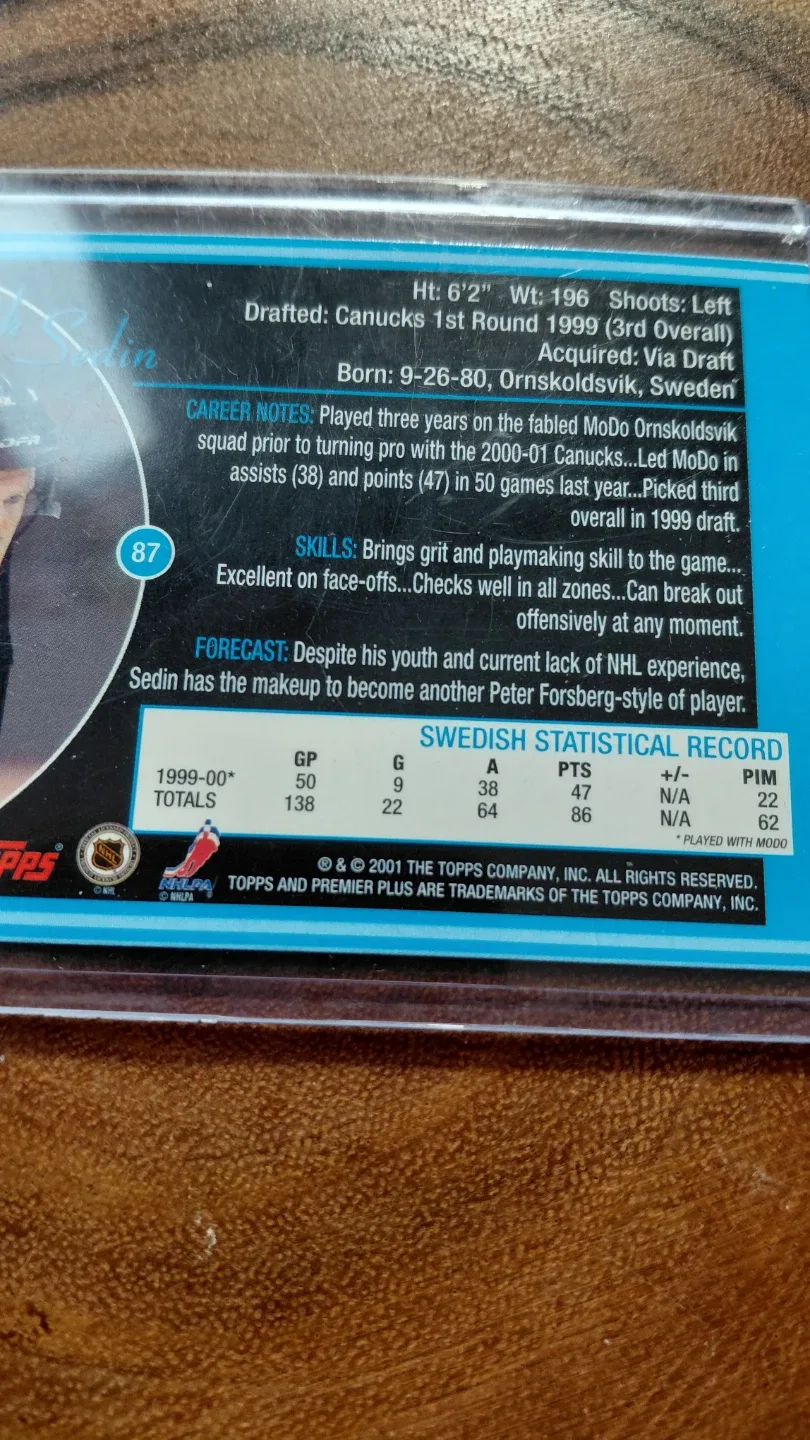 Sedin
Ht: 6'2" Wt: 196 Shoots: Left
Drafted: Canucks 1st Round 1999 (3rd Overall)
Acquired: Via Draft
Born: 9-26-80, Ornskoldsvik, Sweden
CAREER NOTES: Played three years on the fabled MoDo Ornskoldsvik
squad prior to turning pro with the 2000-01 Canucks...Led MoDo in
assists (38) and points (47) in 50 games last year...Picked third
overall in 1999 draft.
87
SKILLS: Brings grit and playmaking skill to the game...
Excellent on face-offs...Checks well in all zones...Can break out
offensively at any moment.
FORECAST: Despite his youth and current lack of NHL experience,
Sedin has the makeup to become another Peter Forsberg-style of player.
SWEDISH STATISTICAL RECORD
GP G A PTS +/- PIM
1999-00* 50 9 38 47 N/A 22
TOTALS 138 22 64 86 N/A 62
* PLAYED WITH MODO
PPS®
NHL
© NHL
NHLPA
© NHLPA
® & © 2001 THE TOPPS COMPANY, INC. ALL RIGHTS RESERVED.
TOPPS AND PREMIER PLUS ARE TRADEMARKS OF THE TOPPS COMPANY, INC.